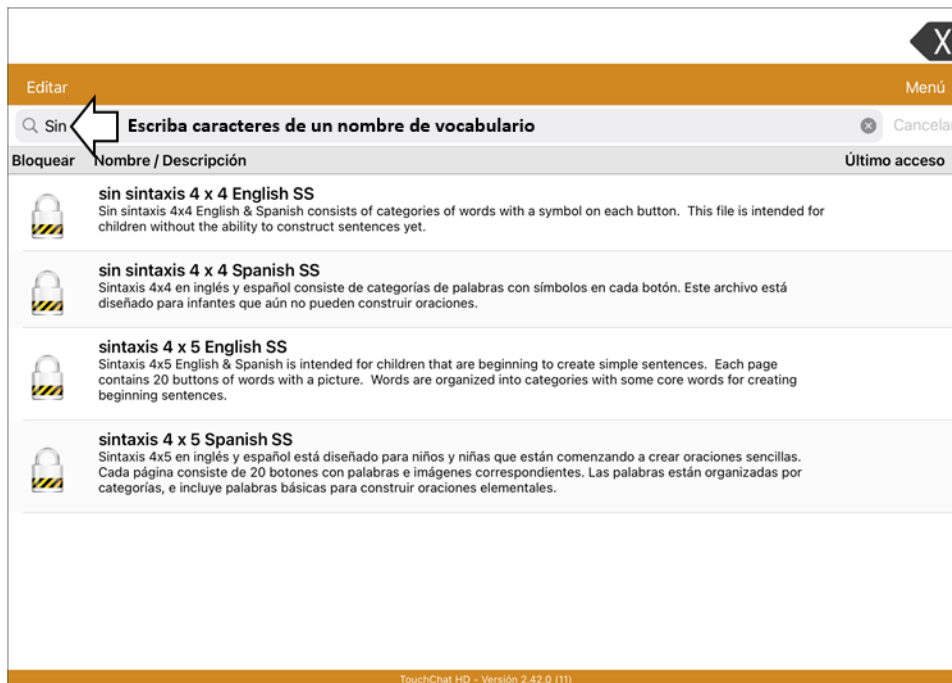 X
Editar Menú
Sin Escriba caracteres de un nombre de vocabulario Cancelar
Bloquear Nombre / Descripción Último acceso
sin sintaxis 4 x 4 English SS
Sin sintaxis 4x4 English & Spanish consists of categories of words with a symbol on each button. This file is intended for
children without the ability to construct sentences yet.
sin sintaxis 4 x 4 Spanish SS
Sintaxis 4x4 en inglés y español consiste de categorías de palabras con símbolos en cada botón. Este archivo está
diseñado para infantes que aún no pueden construir oraciones.
sintaxis 4 x 5 English SS
Sintaxis 4x5 English & Spanish is intended for children that are beginning to create simple sentences. Each page
contains 20 buttons of words with a picture. Words are organized into categories with some core words for creating
beginning sentences.
sintaxis 4 x 5 Spanish SS
Sintaxis 4x5 en inglés y español está diseñado para niños y niñas que están comenzando a crear oraciones sencillas.
Cada página consiste de 20 botones con palabras e imágenes correspondientes. Las palabras están organizadas por
categorías, e incluye palabras básicas para construir oraciones elementales.
TouchChat HD - Versión 2.42.0 (11)